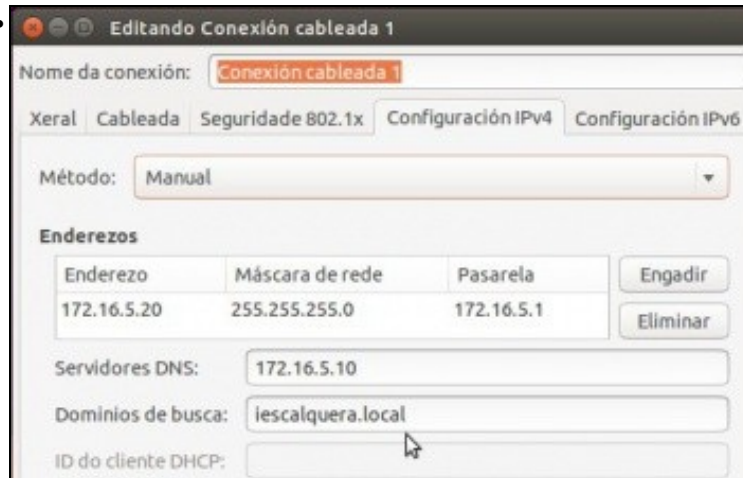 Editando Conexión cableada 1
Nome da conexión: Conexión cableada 1
Xeral Cableada Seguridade 802.1x Configuración IPv4 Configuración IPv6
Método: Manual
Enderezos
Enderezo Máscara de rede Pasarela Engadir
172.16.5.20 255.255.255.0 172.16.5.1 Eliminar
Servidores DNS: 172.16.5.10
Dominios de busca: iescalquera.local
ID do cliente DHCP: